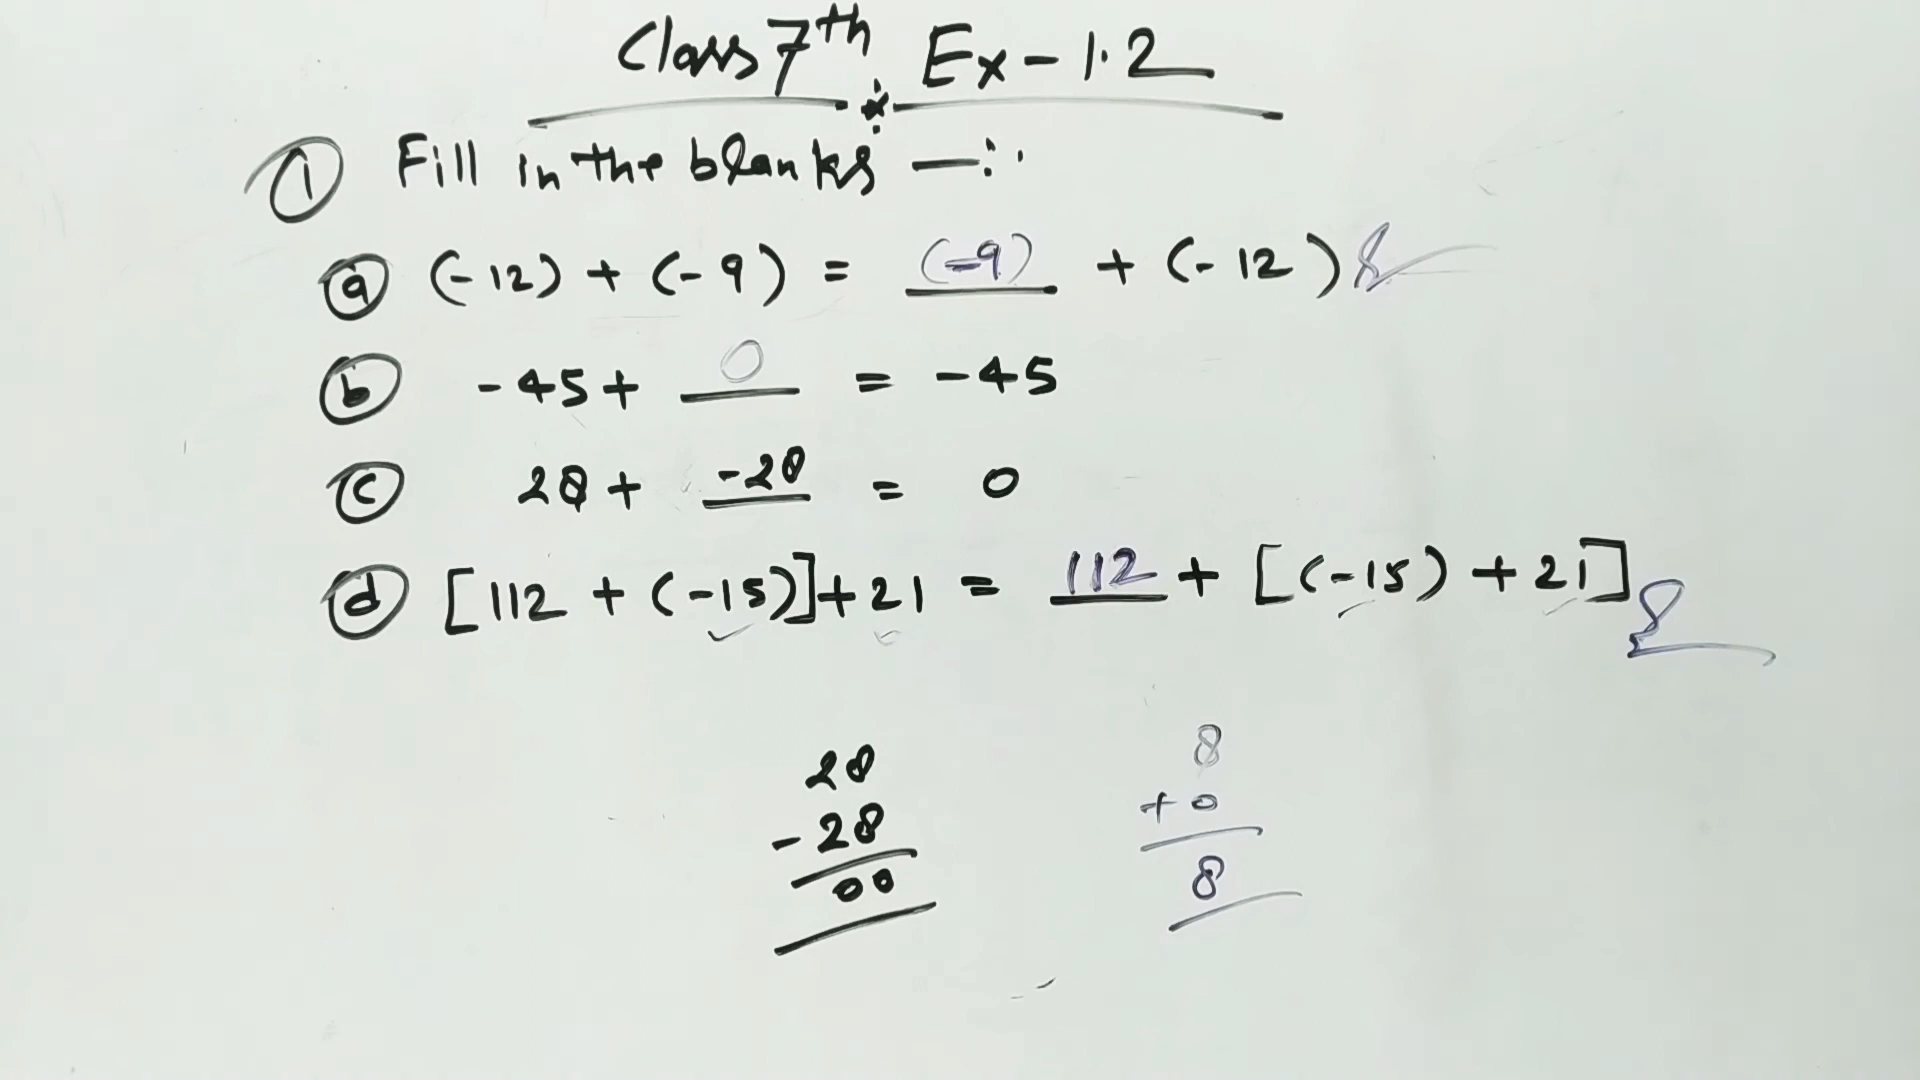 Class 7th Ex-1.2
① Fill in the blanks —:
ⓐ (-12) + (-9) = (-9) + (-12)
ⓑ -45 + 0 = -45
ⓒ 28 + -28 = 0
ⓓ [112 + (-15)] + 21 = 112 + [(-15) + 21]
28
- 28
00
8
+ 0
8